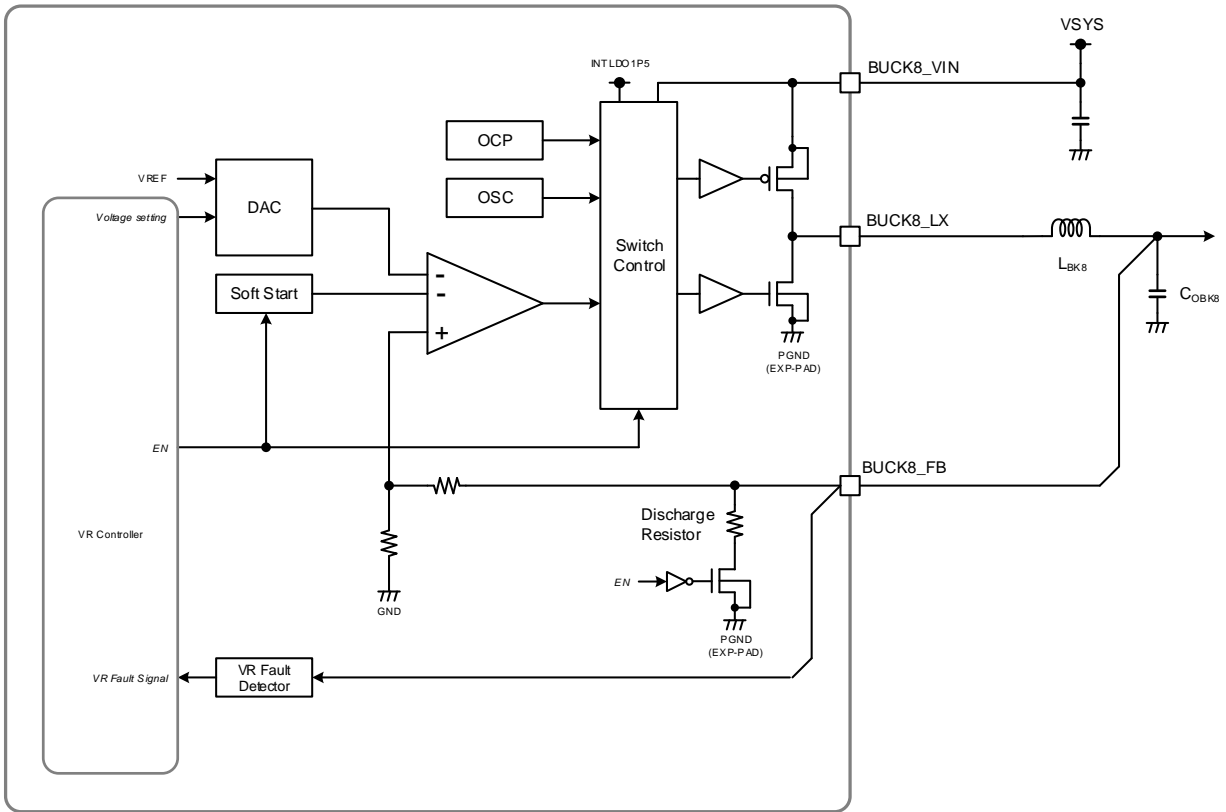 VSYS
INTLDO1P5
BUCK8_VIN
OCP
VREF
DAC
OSC
Voltage setting
BUCK8_LX
Switch
Control
LBK8
Soft Start
-
-
+
COBK8
PGND
(EXP-PAD)
EN
BUCK8_FB
Discharge
Resistor
VR Controller
EN
GND
PGND
(EXP-PAD)
VR Fault Signal
VR Fault
Detector